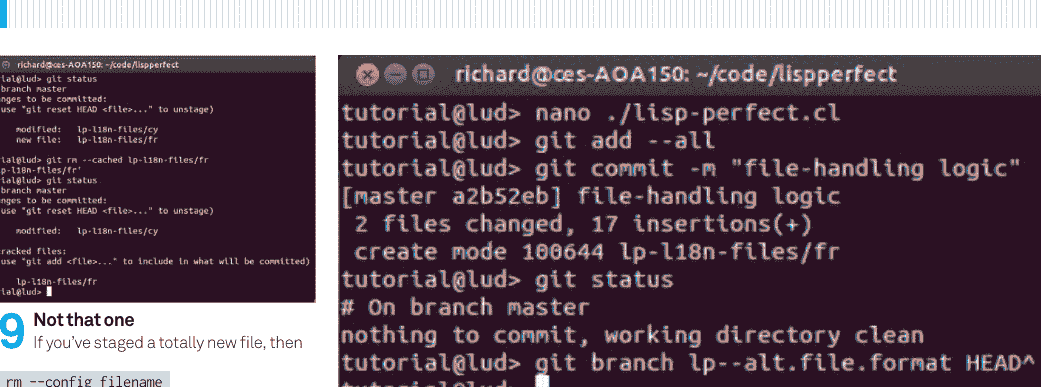 richard@ces-AOA150: ~/code/lispperfect
ial@lud> git status
branch master
nges to be committed:
use "git reset HEAD <file>..." to unstage)
modified: lp-l18n-files/cy
new file: lp-l18n-files/fr
ial@lud> git rm --cached lp-l18n-files/fr
p-l18n-files/fr'
ial@lud> git status
branch master
nges to be committed:
use "git reset HEAD <file>..." to unstage)
modified: lp-l18n-files/cy
racked files:
use "git add <file>..." to include in what will be committed)
lp-l18n-files/fr
ial@lud>
9 Not that one
If you've staged a totally new file, then
rm --config filename
richard@ces-AOA150: ~/code/lispperfect
tutorial@lud> nano ./lisp-perfect.cl
tutorial@lud> git add --all
tutorial@lud> git commit -m "file-handling logic"
[master a2b52eb] file-handling logic
2 files changed, 17 insertions(+)
create mode 100644 lp-l18n-files/fr
tutorial@lud> git status
# On branch master
nothing to commit, working directory clean
tutorial@lud> git branch lp--alt.file.format HEAD^
tutorial@lud>